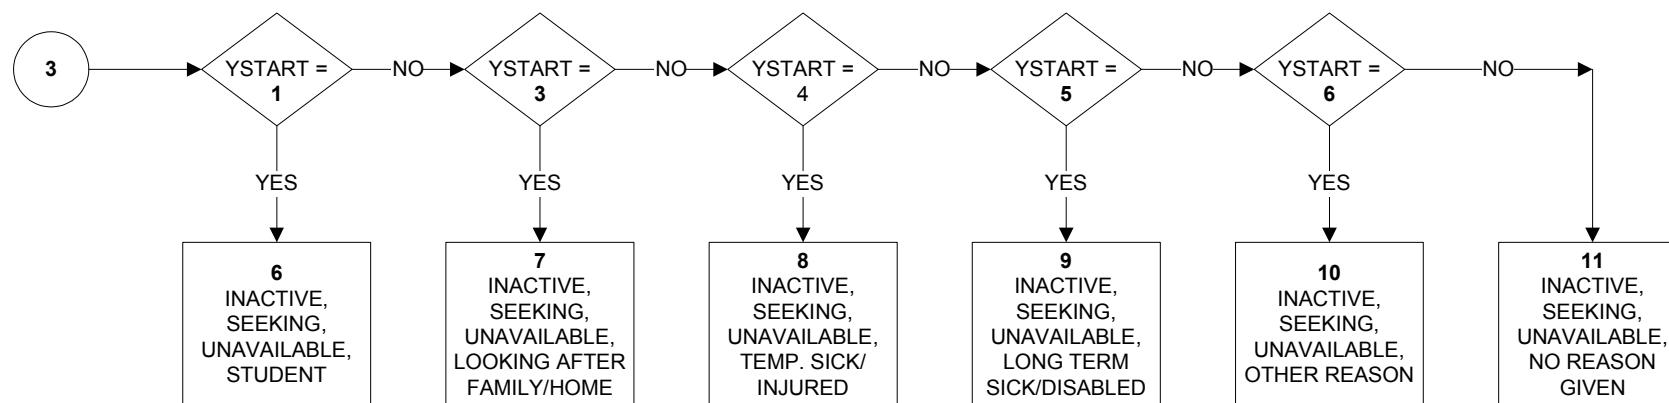 3
YSTART =
1
NO
YSTART =
3
NO
YSTART =
4
NO
YSTART =
5
NO
YSTART =
6
NO
YES
YES
YES
YES
YES
6
INACTIVE,
SEEKING,
UNAVAILABLE,
STUDENT
7
INACTIVE,
SEEKING,
UNAVAILABLE,
LOOKING AFTER
FAMILY/HOME
8
INACTIVE,
SEEKING,
UNAVAILABLE,
TEMP. SICK/
INJURED
9
INACTIVE,
SEEKING,
UNAVAILABLE,
LONG TERM
SICK/DISABLED
10
INACTIVE,
SEEKING,
UNAVAILABLE,
OTHER REASON
11
INACTIVE,
SEEKING,
UNAVAILABLE,
NO REASON
GIVEN